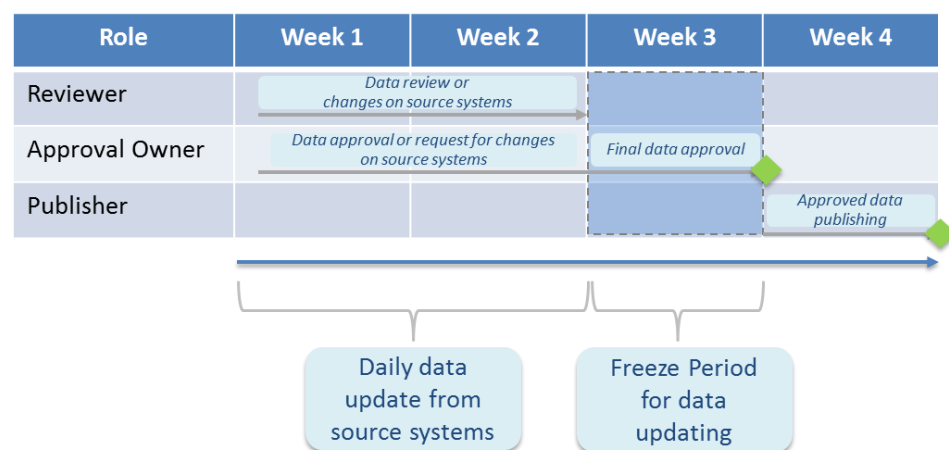 Role Week 1 Week 2 Week 3 Week 4
Reviewer
Data review or
changes on source systems
Approval Owner
Data approval or request for changes
on source systems
Final data approval
Publisher
Approved data
publishing
Daily data
update from
source systems
Freeze Period
for data
updating